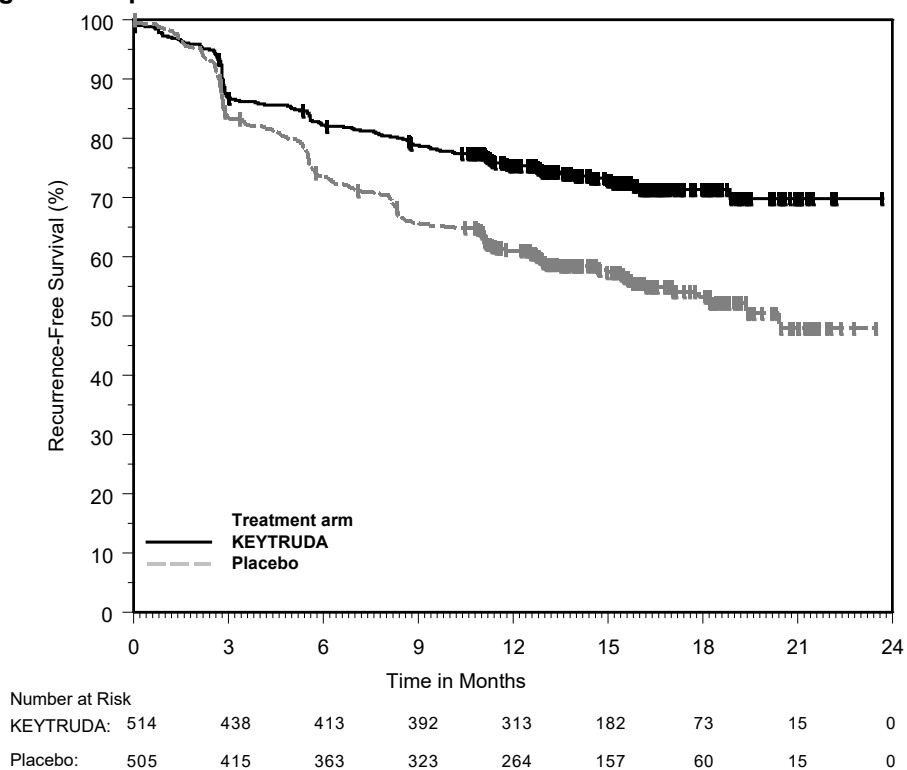 100
90
80
70
60
50
40
30
20
10
0
Recurrence-Free Survival (%)
Treatment arm
KEYTRUDA
Placebo
0 3 6 9 12 15 18 21 24
Time in Months
Number at Risk
KEYTRUDA: 514 438 413 392 313 182 73 15 0
Placebo: 505 415 363 323 264 157 60 15 0